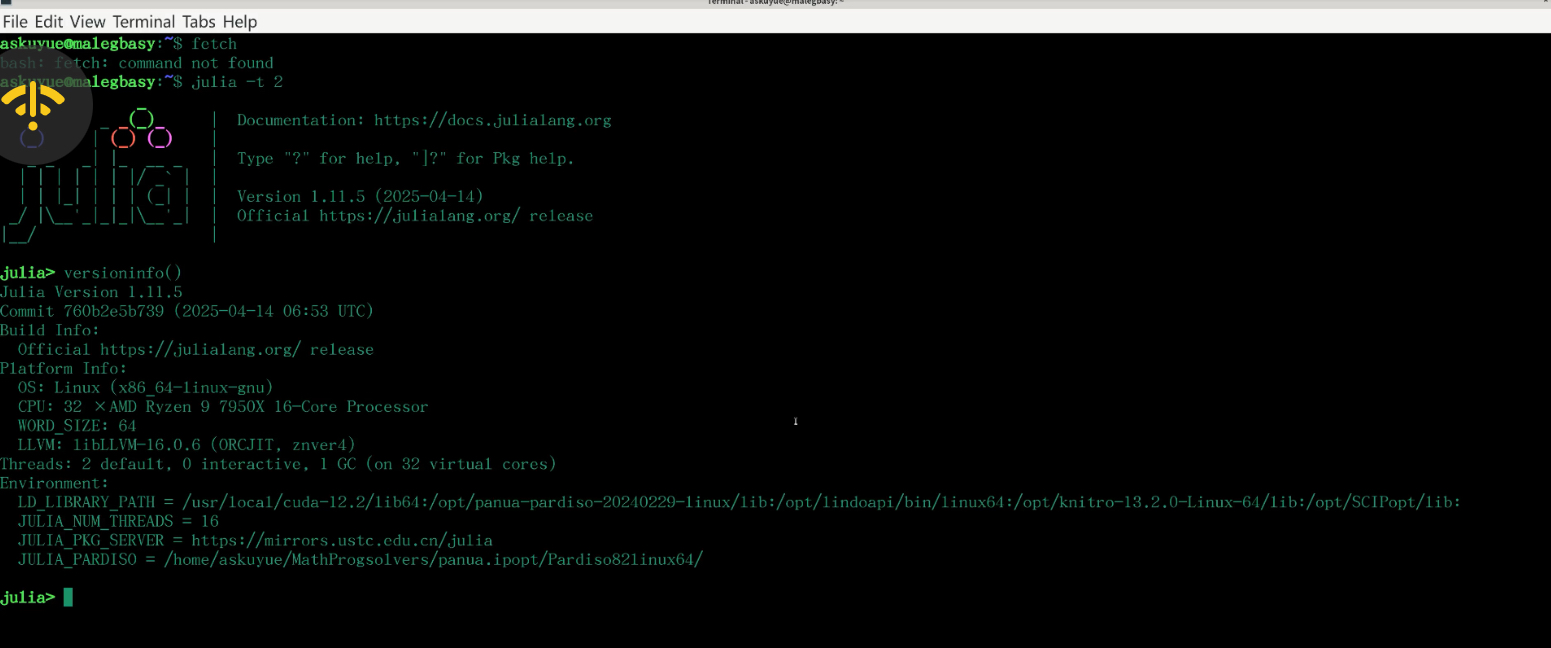 Terminal - askuyue@malegbasy: ~
File Edit View Terminal Tabs Help
askuyue@malegbasy:~$ fetch
bash: fetch: command not found
askuyue@malegbasy:~$ julia -t 2
Documentation: https://docs.julialang.org
Type "?" for help, "]?" for Pkg help.
Version 1.11.5 (2025-04-14)
Official https://julialang.org/ release
julia> versioninfo()
Julia Version 1.11.5
Commit 760b2e5b739 (2025-04-14 06:53 UTC)
Build Info:
Official https://julialang.org/ release
Platform Info:
OS: Linux (x86_64-linux-gnu)
CPU: 32 × AMD Ryzen 9 7950X 16-Core Processor
WORD_SIZE: 64
LLVM: libLLVM-16.0.6 (ORCJIT, znver4)
Threads: 2 default, 0 interactive, 1 GC (on 32 virtual cores)
Environment:
LD_LIBRARY_PATH = /usr/local/cuda-12.2/lib64:/opt/panua-pardiso-20240229-linux/lib:/opt/lindoapi/bin/linux64:/opt/knitro-13.2.0-Linux-64/lib:/opt/SCIPopt/lib:
JULIA_NUM_THREADS = 16
JULIA_PKG_SERVER = https://mirrors.ustc.edu.cn/julia
JULIA_PARDISO = /home/askuyue/MathProgsolvers/panua.ipopt/Pardiso82linux64/
julia>